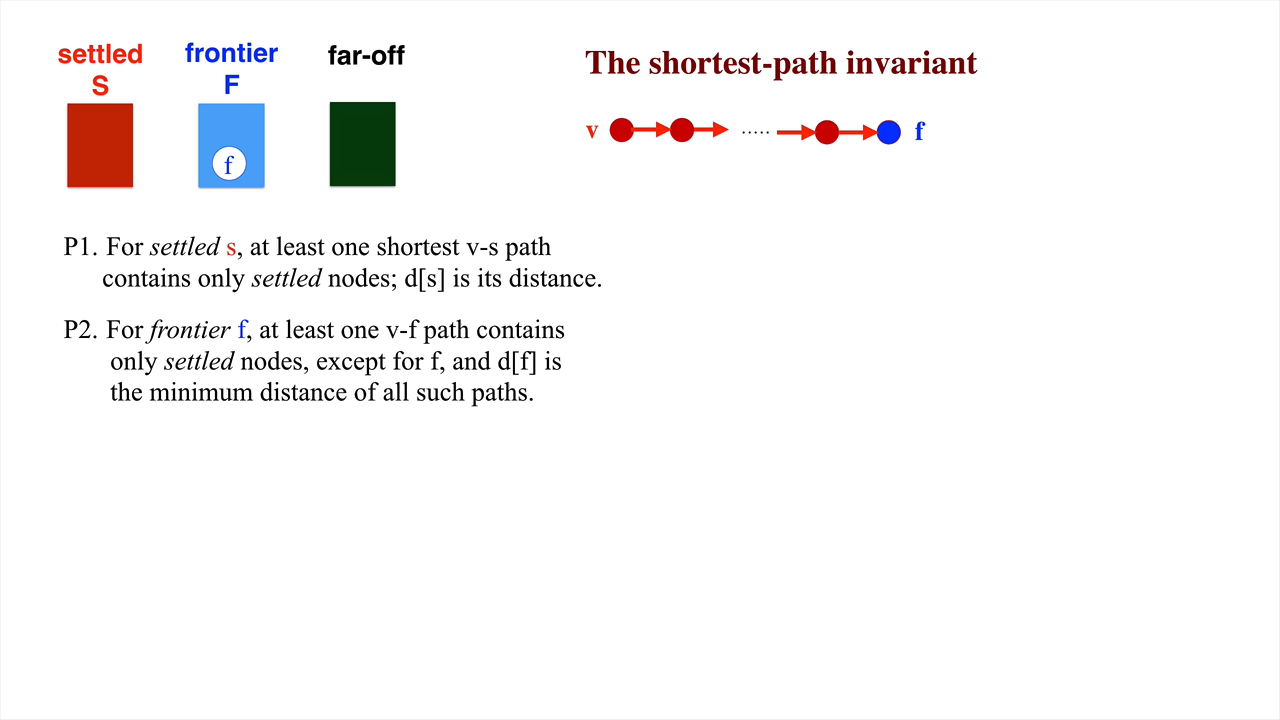 settled
S
frontier
F
far-off
f
The shortest-path invariant
v ..... f
P1. For settled s, at least one shortest v-s path
contains only settled nodes; d[s] is its distance.
P2. For frontier f, at least one v-f path contains
only settled nodes, except for f, and d[f] is
the minimum distance of all such paths.